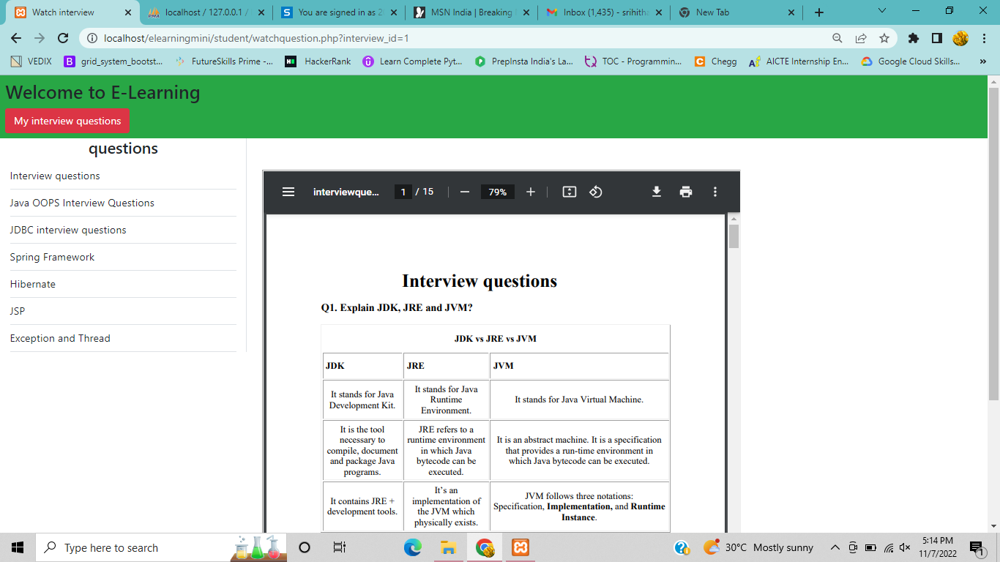 Watch interview
localhost / 127.0.0.1 /
You are signed in as 2
MSN India | Breaking
Inbox (1,435) - srihitha
New Tab
localhost/elearningmini/student/watchquestion.php?interview_id=1
VEDIX
grid_system_bootst...
FutureSkills Prime -...
HackerRank
Learn Complete Pyt...
PrepInsta India's La...
TOC - Programmin...
Chegg
AICTE Internship En...
Google Cloud Skills...
»
Welcome to E-Learning
My interview questions
questions
Interview questions
Java OOPS Interview Questions
JDBC interview questions
Spring Framework
Hibernate
JSP
Exception and Thread
interviewque...
1 / 15
79%
Interview questions
Q1. Explain JDK, JRE and JVM?
JDK vs JRE vs JVM
JDK
JRE
JVM
It stands for Java
Development Kit.
It stands for Java
Runtime
Environment.
It stands for Java Virtual Machine.
It is the tool
necessary to
compile, document
and package Java
programs.
JRE refers to a
runtime environment
in which Java
bytecode can be
executed.
It is an abstract machine. It is a specification
that provides a run-time environment in
which Java bytecode can be executed.
It contains JRE +
development tools.
It's an
implementation of
the JVM which
physically exists.
JVM follows three notations:
Specification, Implementation, and Runtime
Instance.
Type here to search
30°C Mostly sunny
5:14 PM
11/7/2022
1